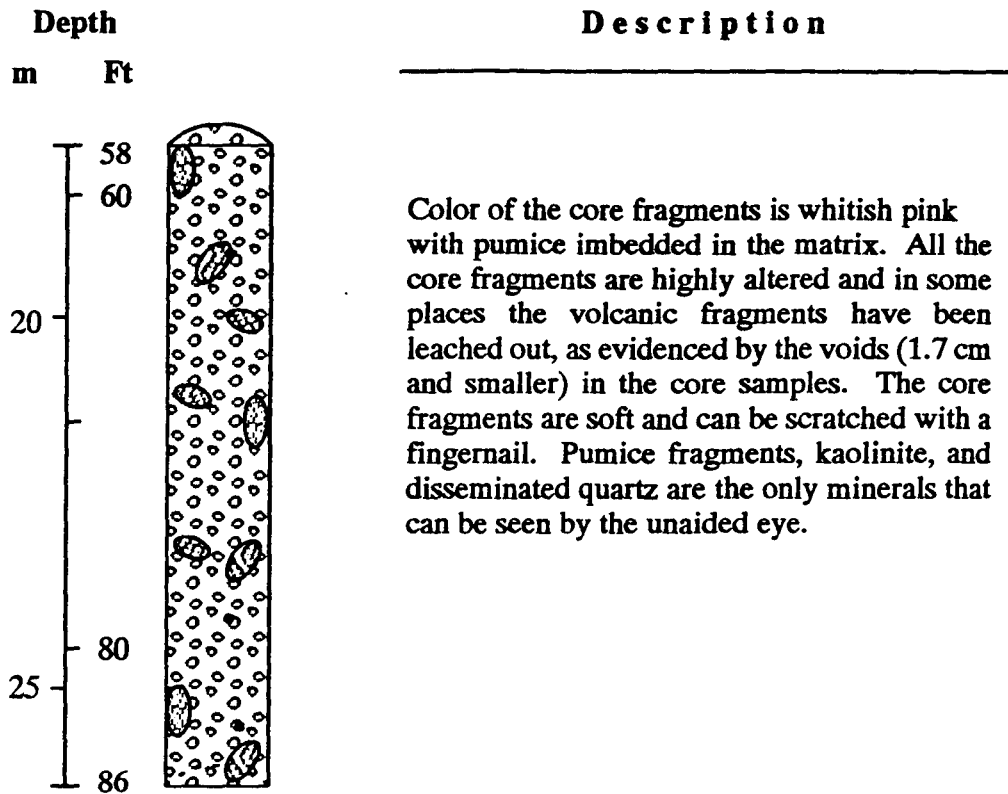 Depth
Description
m Ft
58
60
20
80
25
86
Color of the core fragments is whitish pink
with pumice imbedded in the matrix. All the
core fragments are highly altered and in some
places the volcanic fragments have been
leached out, as evidenced by the voids (1.7 cm
and smaller) in the core samples. The core
fragments are soft and can be scratched with a
fingernail. Pumice fragments, kaolinite, and
disseminated quartz are the only minerals that
can be seen by the unaided eye.